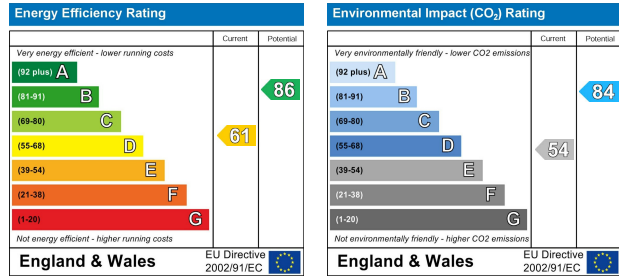 Energy Efficiency Rating
Current Potential
Very energy efficient - lower running costs
(92 plus) A
(81-91) B
86
(69-80) C
(55-68) D
61
(39-54) E
(21-38) F
(1-20) G
Not energy efficient - higher running costs
England & Wales
EU Directive
2002/91/EC
Environmental Impact (CO2) Rating
Current Potential
Very environmentally friendly - lower CO2 emissions
(92 plus) A
(81-91) B
84
(69-80) C
(55-68) D
54
(39-54) E
(21-38) F
(1-20) G
Not environmentally friendly - higher CO2 emissions
England & Wales
EU Directive
2002/91/EC